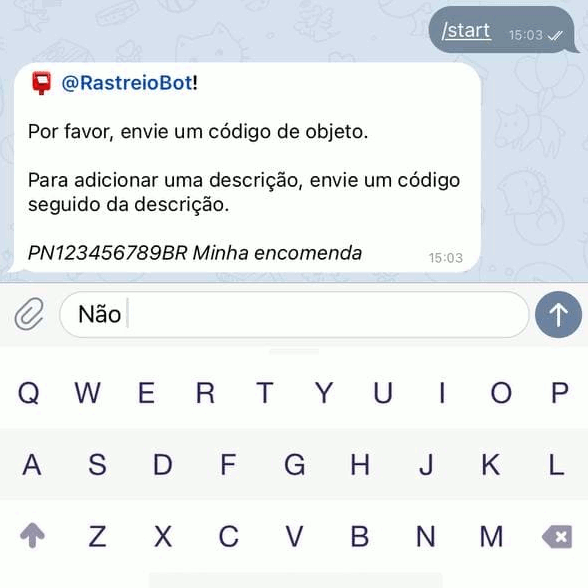 /start 15:03
@RastreioBot!
Por favor, envie um código de objeto.
Para adicionar uma descrição, envie um código
seguido da descrição.
PN123456789BR Minha encomenda 15:03
Não
Q W E R T Y U I O P
A S D F G H J K L
Z X C V B N M